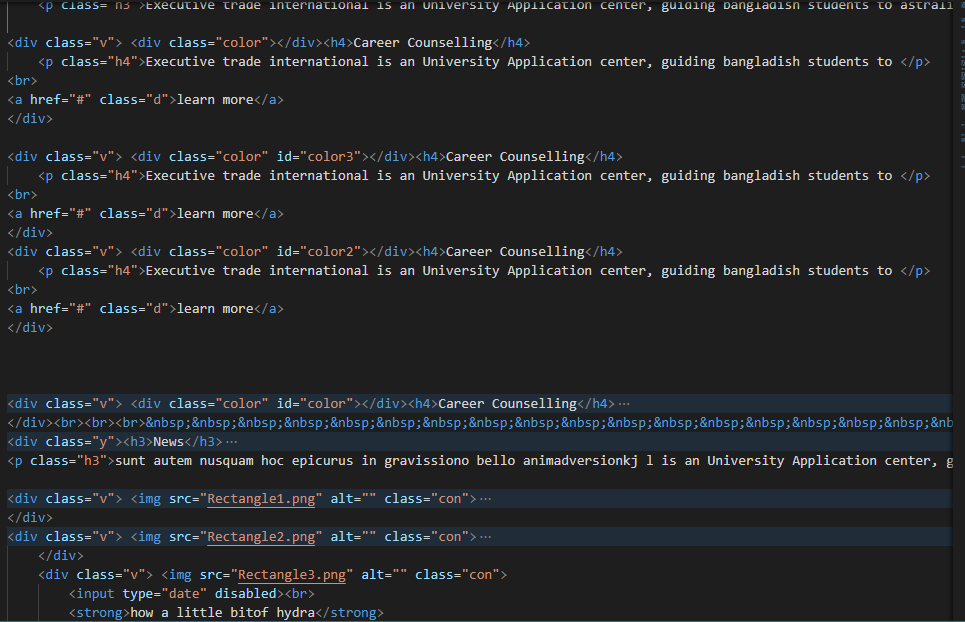 <p class="h3">Executive trade international is an University Application center, guiding bangladish students to astrali
<div class="v"> <div class="color"></div><h4>Career Counselling</h4>
<p class="h4">Executive trade international is an University Application center, guiding bangladish students to </p>
<br>
<a href="#" class="d">learn more</a>
</div>
<div class="v"> <div class="color" id="color3"></div><h4>Career Counselling</h4>
<p class="h4">Executive trade international is an University Application center, guiding bangladish students to </p>
<br>
<a href="#" class="d">learn more</a>
</div>
<div class="v"> <div class="color" id="color2"></div><h4>Career Counselling</h4>
<p class="h4">Executive trade international is an University Application center, guiding bangladish students to </p>
<br>
<a href="#" class="d">learn more</a>
</div>
<div class="v"> <div class="color" id="color"></div><h4>Career Counselling</h4>···
</div><br><br><br>&nbsp;&nbsp;&nbsp;&nbsp;&nbsp;&nbsp;&nbsp;&nbsp;&nbsp;&nbsp;&nbsp;&nbsp;&nbsp;&nbsp;&nbsp;&nbsp;&nbsp;&nb
<div class="y"><h3>News</h3>···
<p class="h3">sunt autem nusquam hoc epicurus in gravissiono bello animadversionkj l is an University Application center, g
<div class="v"> <img src="Rectangle1.png" alt="" class="con">···
</div>
<div class="v"> <img src="Rectangle2.png" alt="" class="con">···
</div>
<div class="v"> <img src="Rectangle3.png" alt="" class="con">
<input type="date" disabled><br>
<strong>how a little bitof hydra</strong>